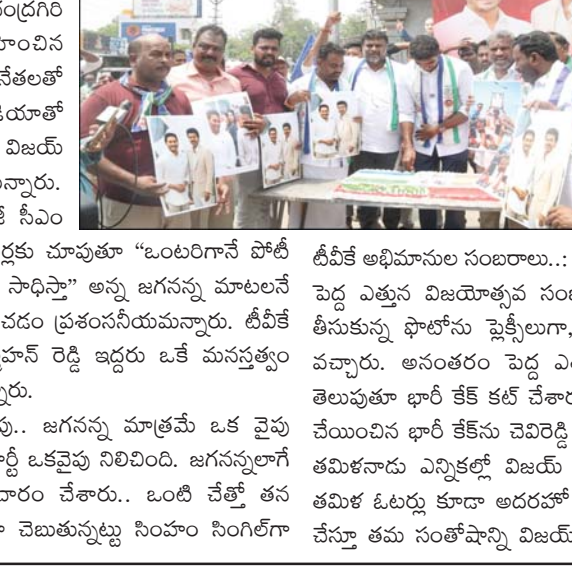 ంద్రగిరి
హించిన
నేతలతో
డియాతో
విజయ్
న్నారు.
జీ సీఎం
ర్లకు చూపుతూ “ఒంటరిగానే పోటీ
సాధిస్తా” అన్న జగనన్న మాటలనే
చడం ప్రశంసనీయమన్నారు. టీవీకే
హన్ రెడ్డి ఇద్దరు ఒకే మనస్తత్వం
న్నారు.
పు.. జగనన్న మాత్రమే ఒక వైపు
ర్టీ ఒకవైపు నిలిచింది. జగనన్నలాగే
చారం చేశారు.. ఒంటి చేత్తో తన
చెబుతున్నట్టు సింహం సింగిల్‌గా
టీవీకే అభిమానుల సంబరాలు..:
పెద్ద ఎత్తున విజయోత్సవ సంబ
తీసుకున్న ఫొటోను ఫ్లెక్సీలుగా,
వచ్చారు. అనంతరం పెద్ద ఎ
తెలుపుతూ భారీ కేక్ కట్ చేశార
చేయించిన భారీ కేక్‌ను చెవిరెడ్డి
తమిళనాడు ఎన్నికల్లో విజయ్
తమిళ ఓటర్లు కూడా అదరహో
చేస్తూ తమ సంతోషాన్ని విజయ్